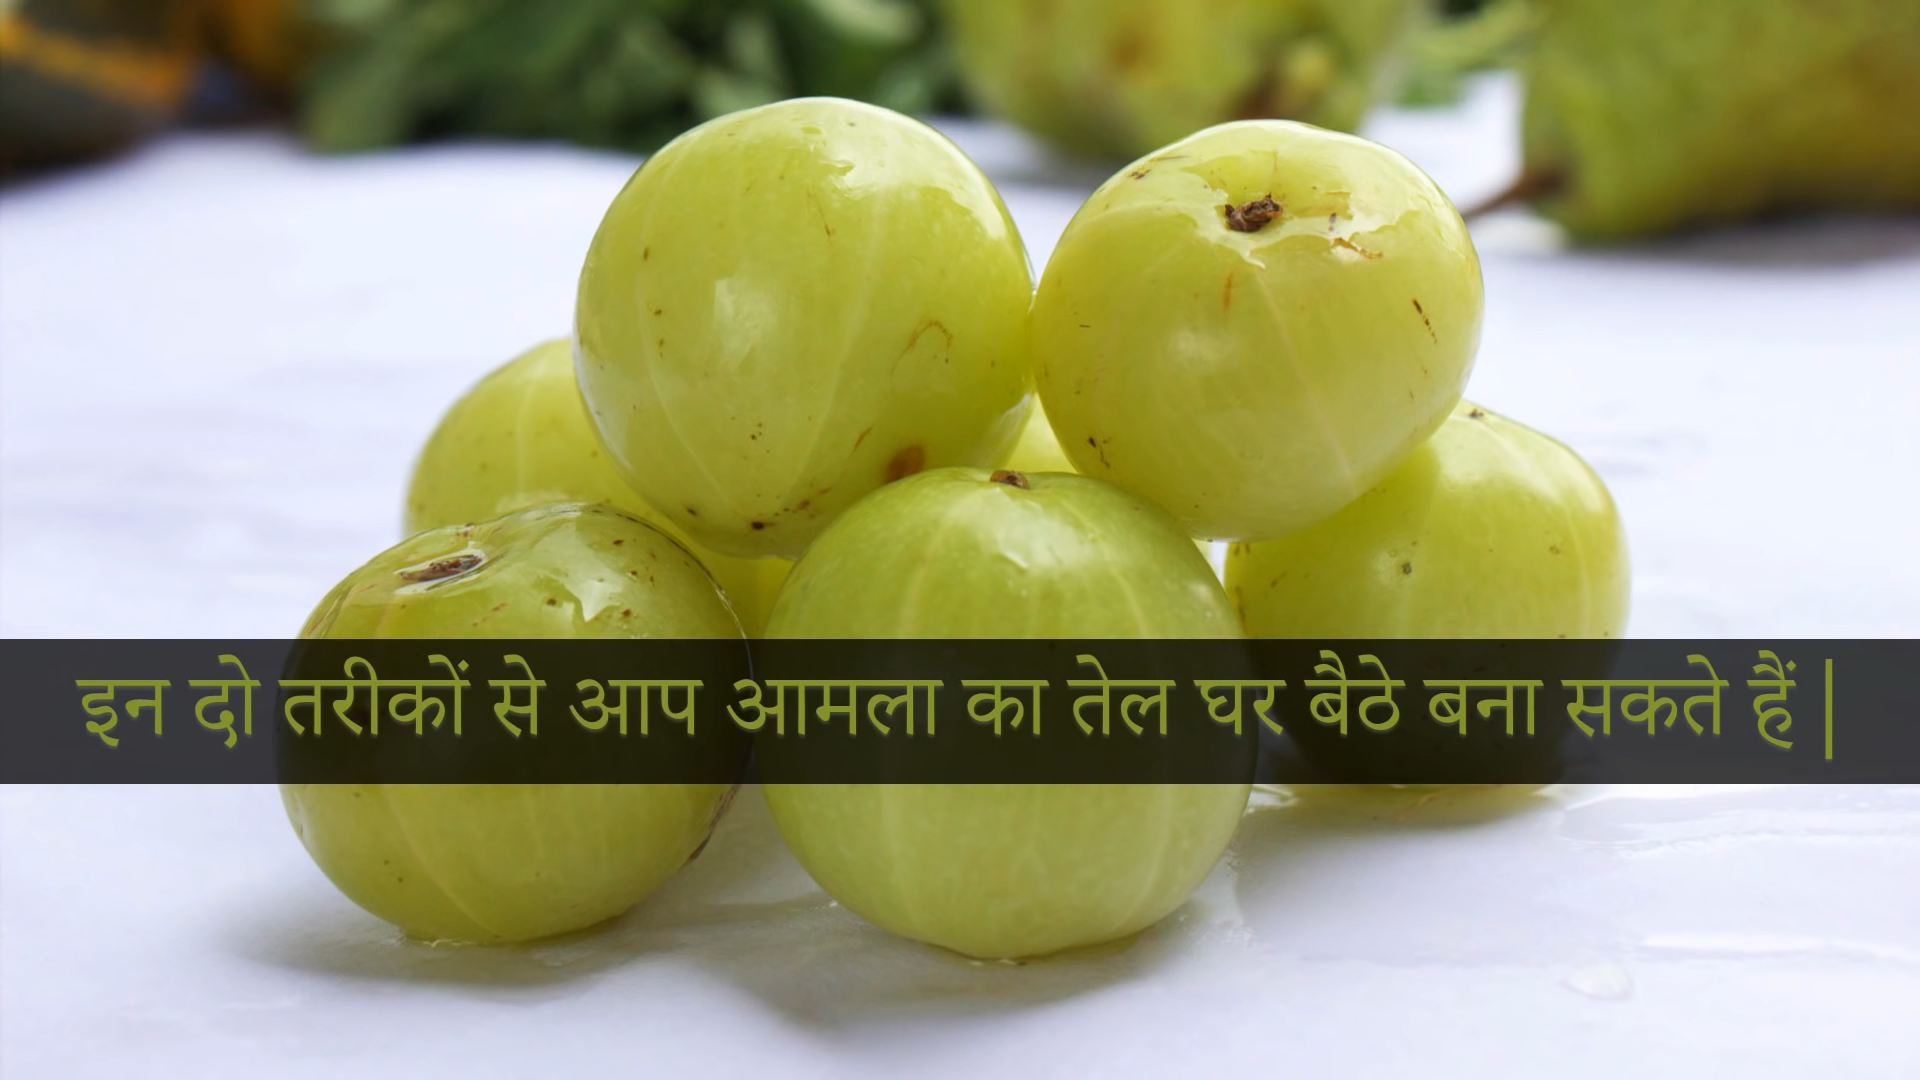 इन दो तरीकों से आप आमला का तेल घर बैठे बना सकते हैं |